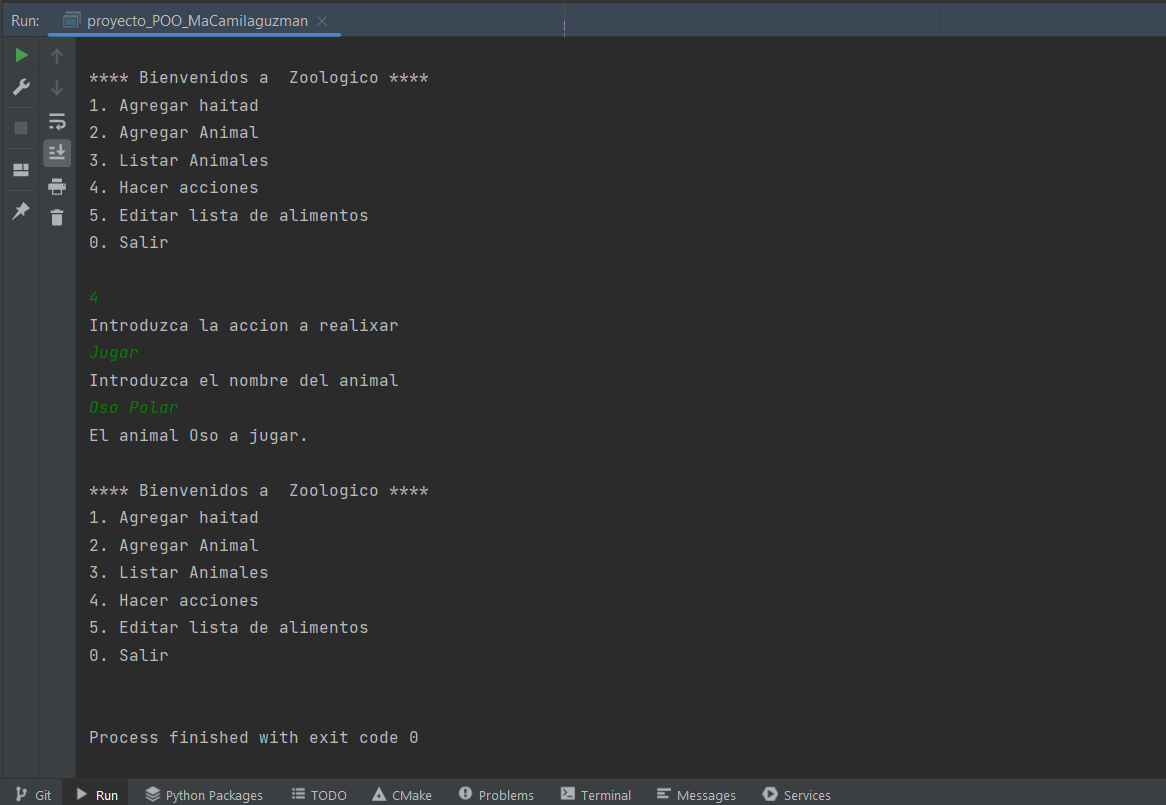 Run: proyecto_POO_MaCamilaguzman
**** Bienvenidos a  Zoologico ****
1. Agregar haitad
2. Agregar Animal
3. Listar Animales
4. Hacer acciones
5. Editar lista de alimentos
0. Salir
4
Introduzca la accion a realixar
Jugar
Introduzca el nombre del animal
Oso Polar
El animal Oso a jugar.
**** Bienvenidos a  Zoologico ****
1. Agregar haitad
2. Agregar Animal
3. Listar Animales
4. Hacer acciones
5. Editar lista de alimentos
0. Salir
Process finished with exit code 0
Git Run Python Packages TODO CMake Problems Terminal Messages Services